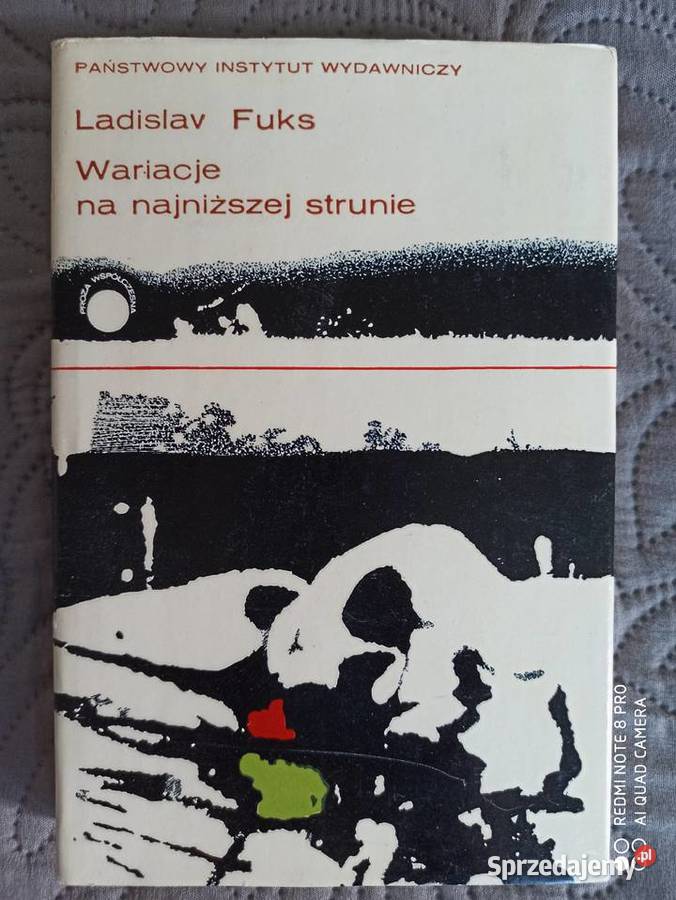 PAŃSTWOWY INSTYTUT WYDAWNICZY
Ladislav Fuks
Wariacje
na najniższej strunie
PROZA WSPÓŁCZESNA
REDMI NOTE 8 PRO
AI QUAD CAMERA
Sprzedajemy.pl